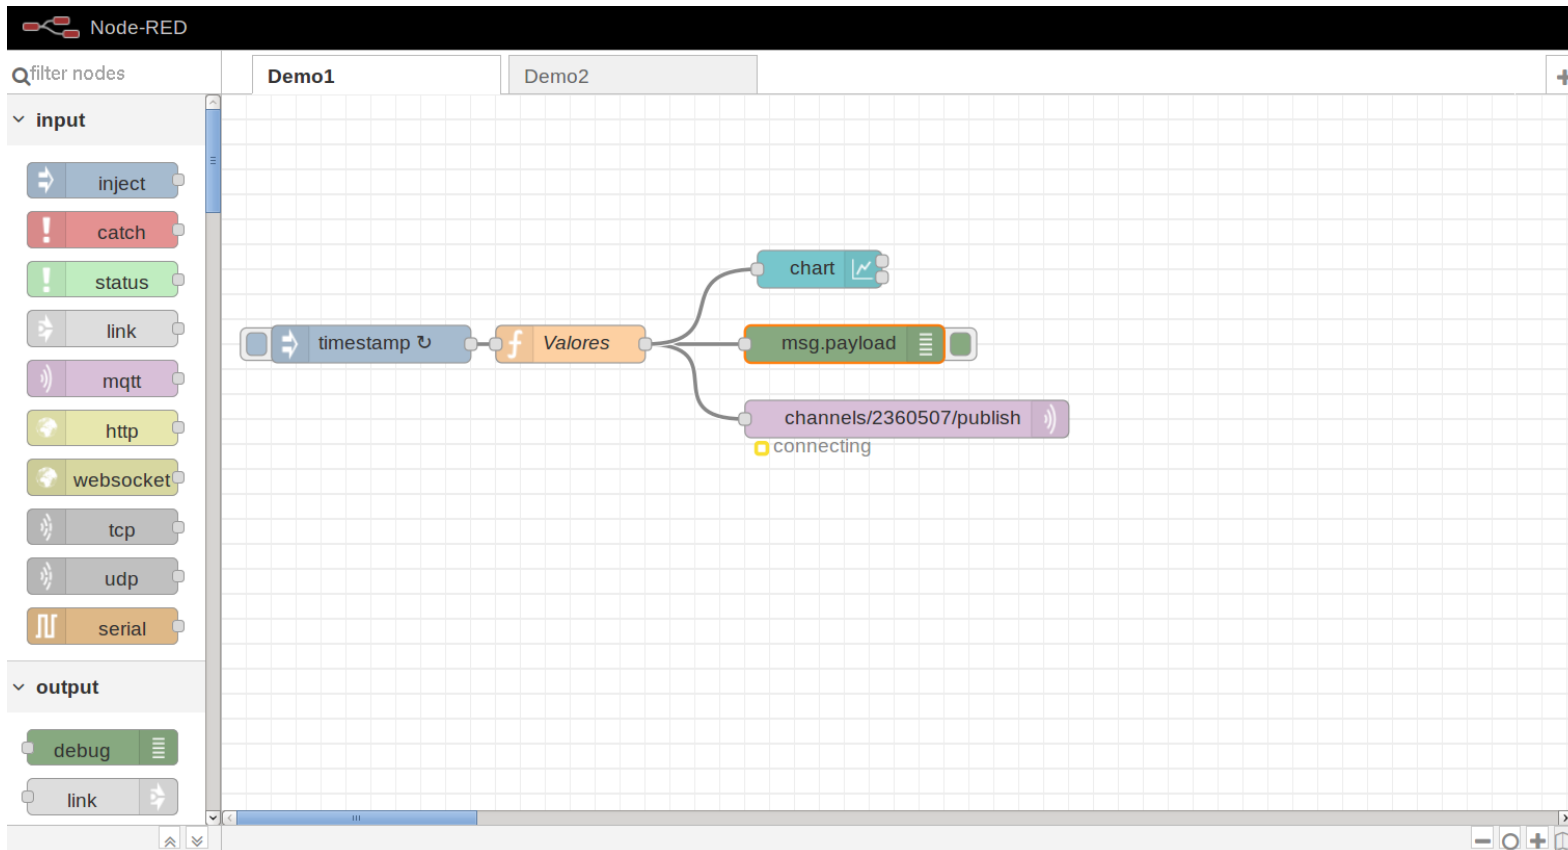 Node-RED
filter nodes
Demo1
Demo2
input
inject
catch
status
link
mqtt
http
websocket
tcp
udp
serial
output
debug
link
timestamp ↻
Valores
chart
msg.payload
channels/2360507/publish
connecting